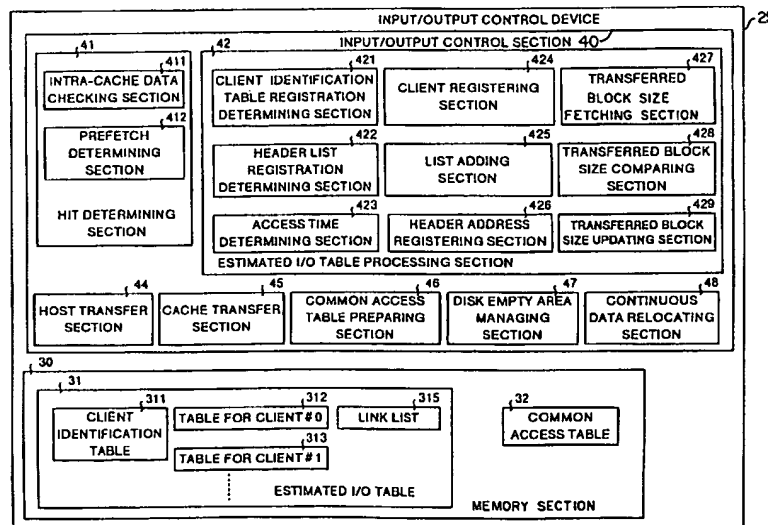 INPUT/OUTPUT CONTROL DEVICE
INPUT/OUTPUT CONTROL SECTION 40
41
411
INTRA-CACHE DATA
CHECKING SECTION
412
PREFETCH
DETERMINING
SECTION
HIT DETERMINING
SECTION
42
421
CLIENT IDENTIFICATION
TABLE REGISTRATION
DETERMINING SECTION
424
CLIENT REGISTERING
SECTION
427
TRANSFERRED
BLOCK SIZE
FETCHING SECTION
422
HEADER LIST
REGISTRATION
DETERMINING SECTION
425
LIST ADDING
SECTION
428
TRANSFERRED BLOCK
SIZE COMPARING
SECTION
423
ACCESS TIME
DETERMINING SECTION
426
HEADER ADDRESS
REGISTERING SECTION
429
TRANSFERRED BLOCK
SIZE UPDATING SECTION
ESTIMATED I/O TABLE PROCESSING SECTION
44
HOST TRANSFER
SECTION
45
CACHE TRANSFER
SECTION
46
COMMON ACCESS
TABLE PREPARING
SECTION
47
DISK EMPTY AREA
MANAGING
SECTION
48
CONTINUOUS
DATA RELOCATING
SECTION
30
31
311
CLIENT
IDENTIFICATION
TABLE
312
TABLE FOR CLIENT #0
313
TABLE FOR CLIENT #1
315
LINK LIST
ESTIMATED I/O TABLE
32
COMMON
ACCESS TABLE
MEMORY SECTION